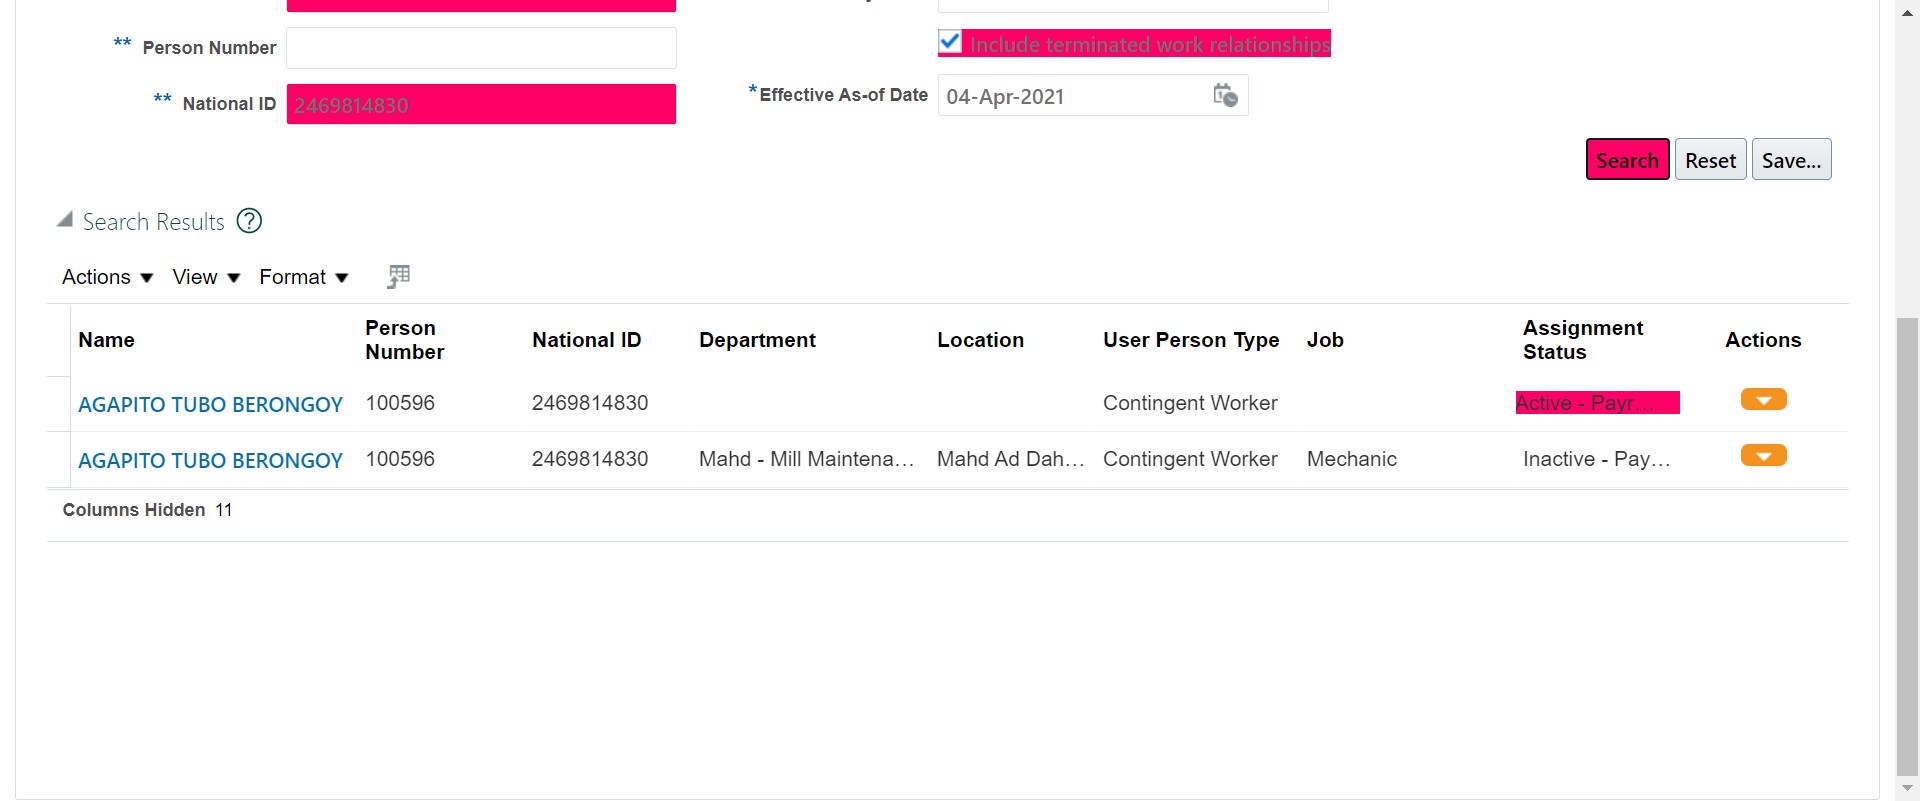 ** Person Number
Include terminated work relationships
** National ID 2469814830
*Effective As-of Date 04-Apr-2021
Search Reset Save...
Search Results ?
Actions View Format
Name Person Number National ID Department Location User Person Type Job Assignment Status Actions
AGAPITO TUBO BERONGOY 100596 2469814830 Contingent Worker Active - Payr...
AGAPITO TUBO BERONGOY 100596 2469814830 Mahd - Mill Maintena... Mahd Ad Dah... Contingent Worker Mechanic Inactive - Pay...
Columns Hidden 11